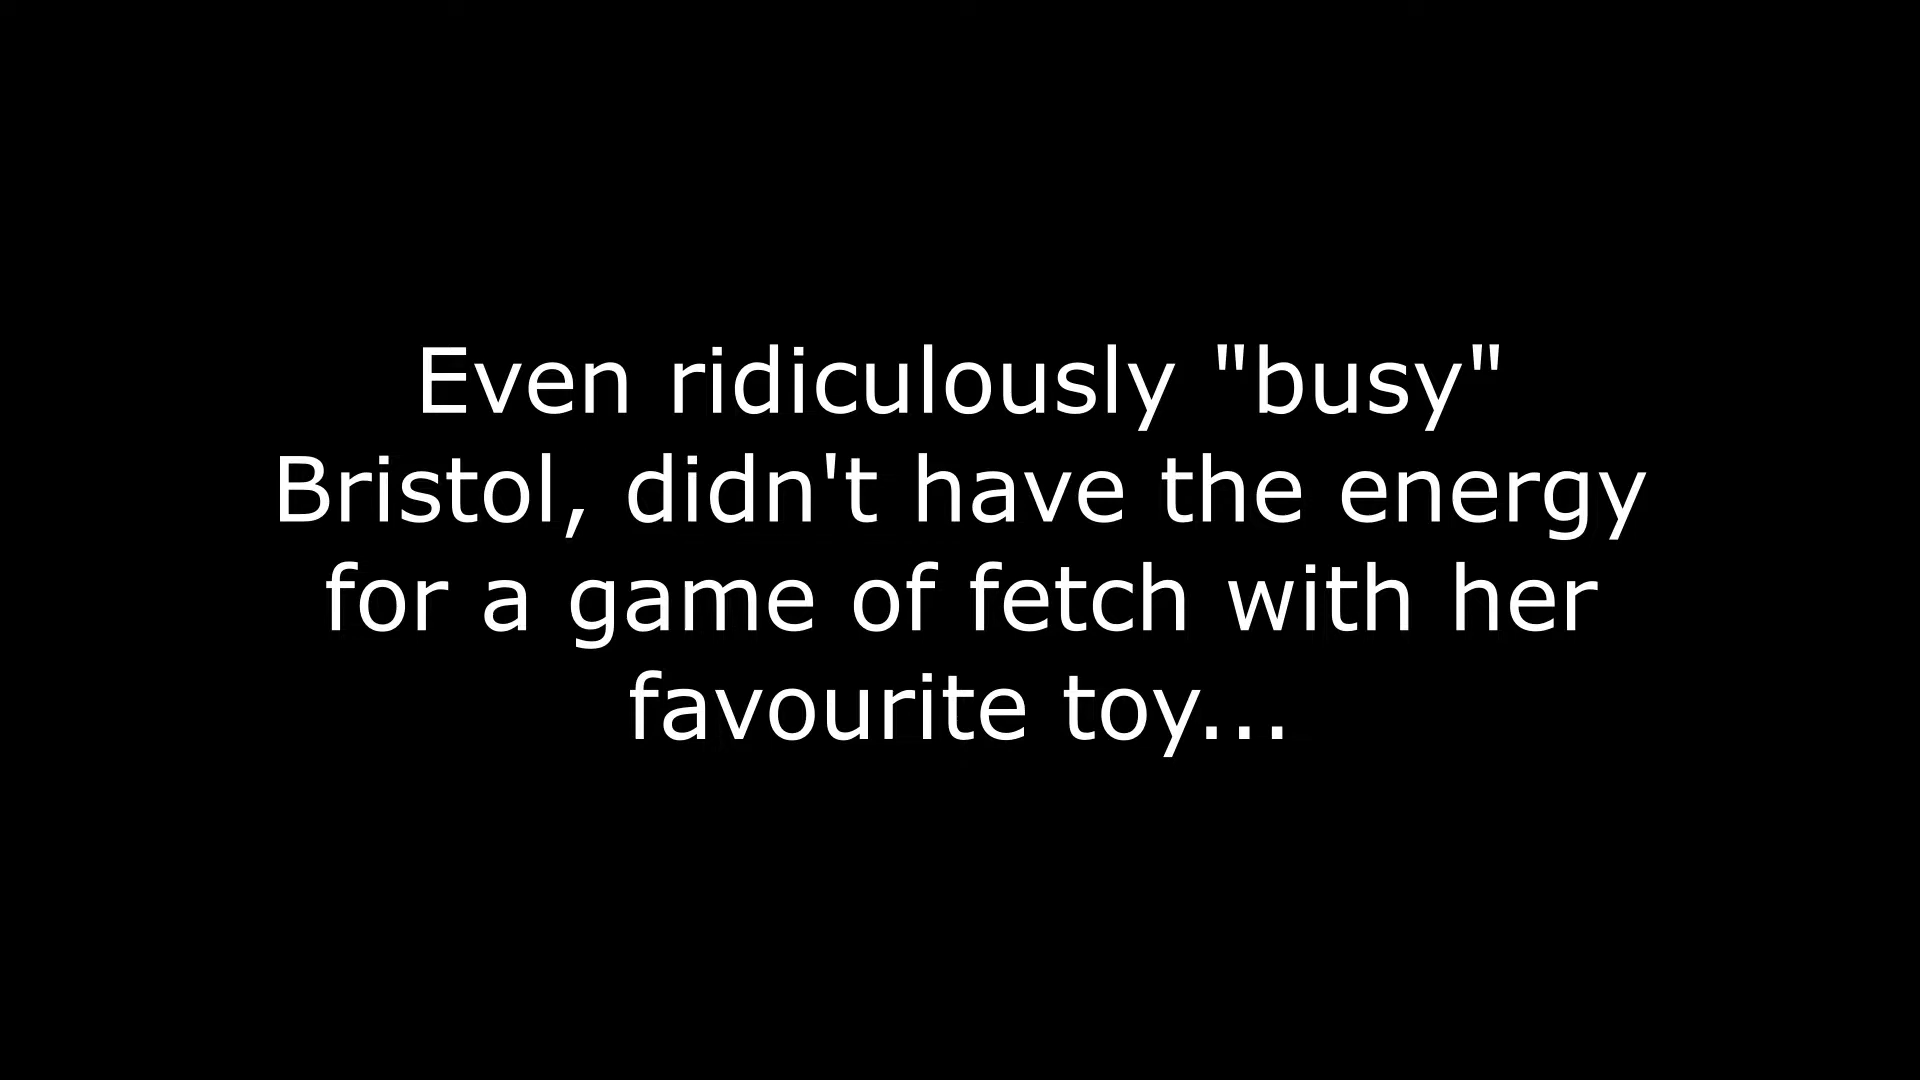 Even ridiculously "busy"
Bristol, didn't have the energy
for a game of fetch with her
favourite toy...